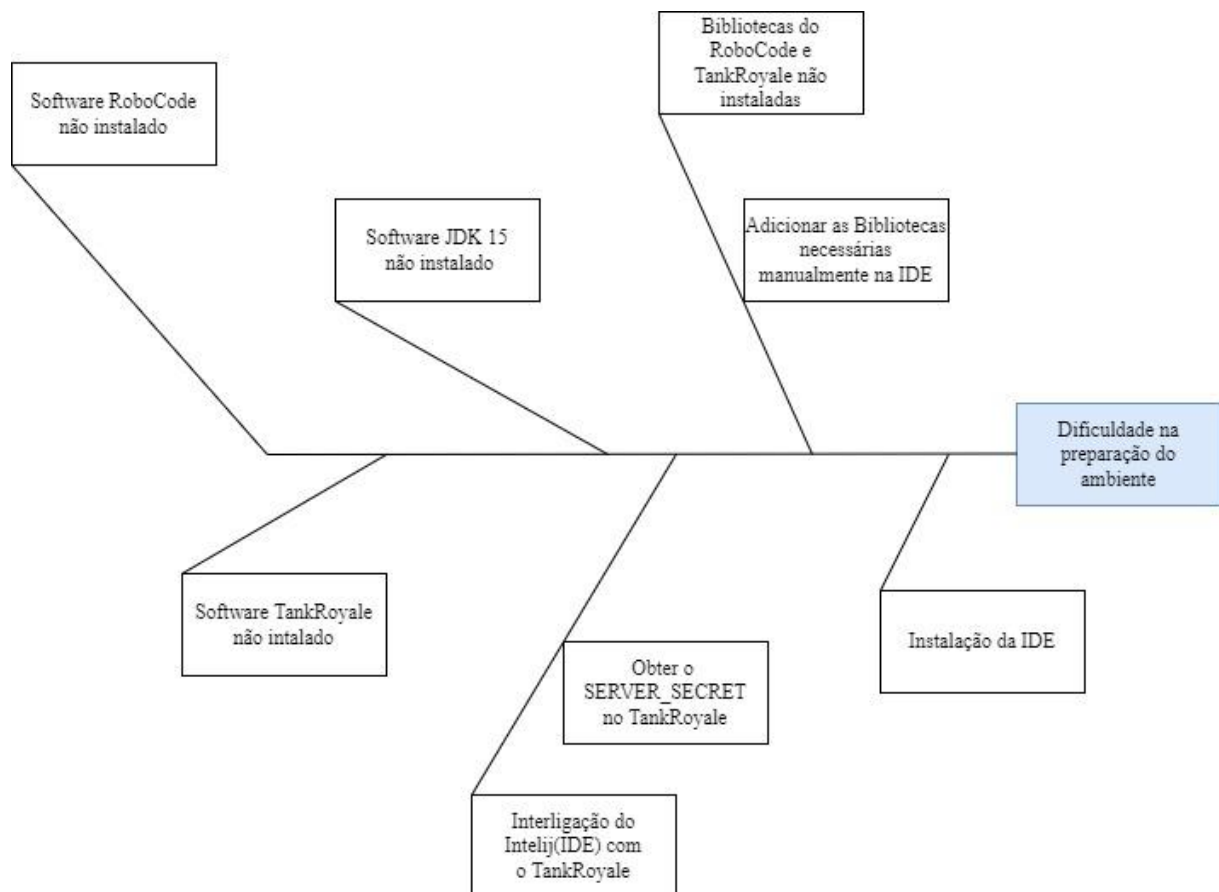 Bibliotecas do
RoboCode e
TankRoyale não
instaladas
Software RoboCode
não instalado
Software JDK 15
não instalado
Adicionar as Bibliotecas
necessárias
manualmente na IDE
Dificuldade na
preparação do
ambiente
Software TankRoyale
não intalado
Obter o
SERVER_SECRET
no TankRoyale
Instalação da IDE
Interligação do
Intelij(IDE) com
o TankRoyale